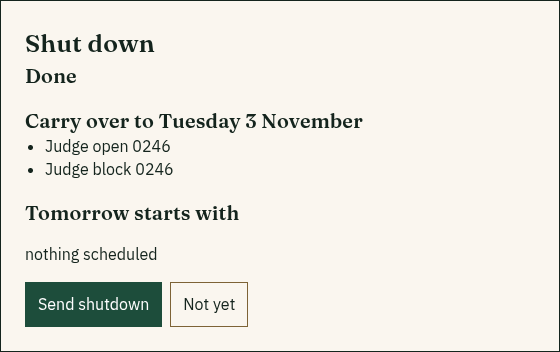 Shut down
Done
Carry over to Tuesday 3 November
Judge open 0246
Judge block 0246
Tomorrow starts with
nothing scheduled
Send shutdown
Not yet